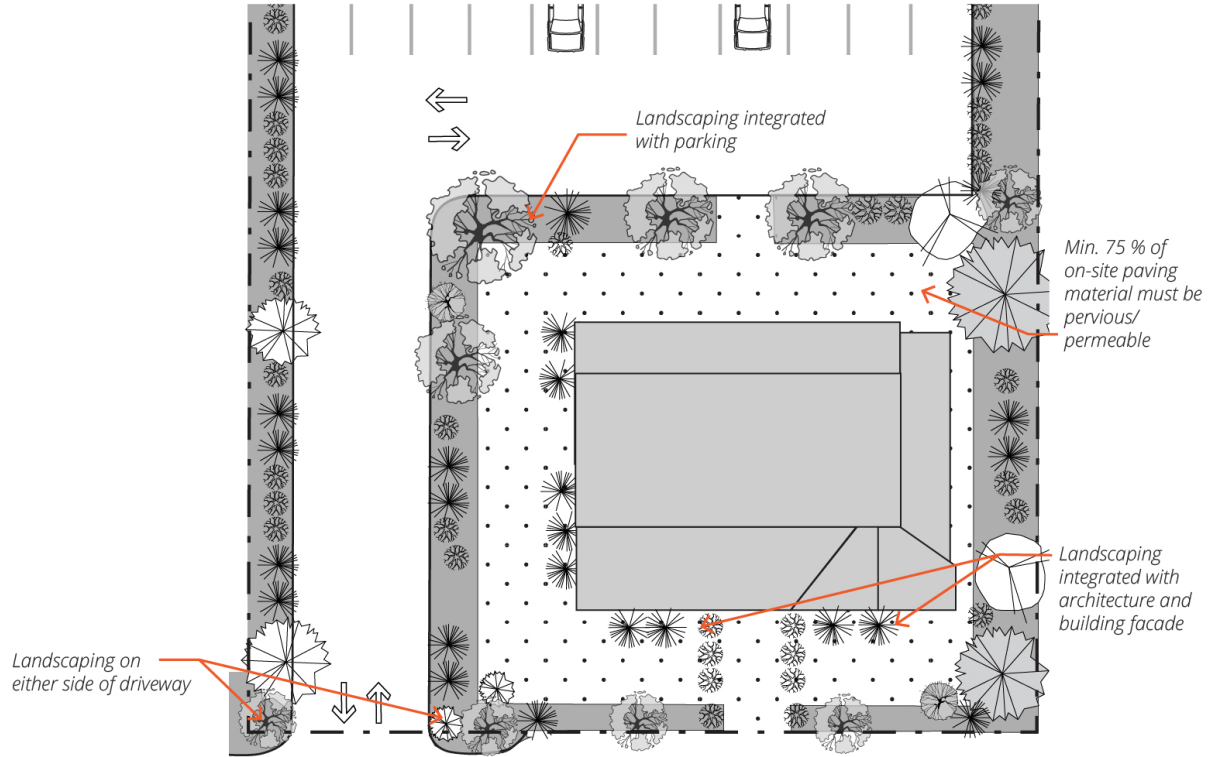 Landscaping integrated
with parking
Min. 75 % of
on-site paving
material must be
pervious/
permeable
Landscaping
integrated with
architecture and
building facade
Landscaping on
either side of driveway